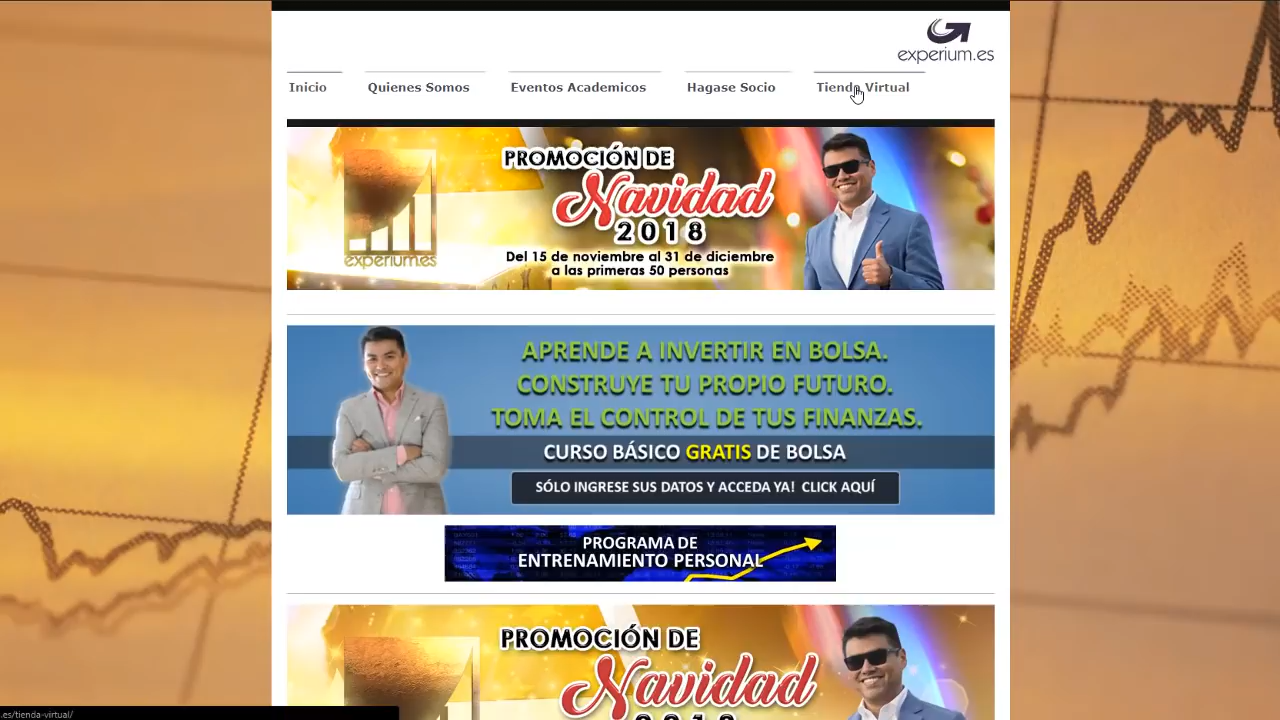 experium.es
Inicio
Quienes Somos
Eventos Academicos
Hagase Socio
Tienda Virtual
PROMOCIÓN DE
Navidad
2018
Del 15 de noviembre al 31 de diciembre
a las primeras 50 personas
experium.es
APRENDE A INVERTIR EN BOLSA.
CONSTRUYE TU PROPIO FUTURO.
TOMA EL CONTROL DE TUS FINANZAS.
CURSO BÁSICO GRATIS DE BOLSA
SÓLO INGRESE SUS DATOS Y ACCEDA YA! CLICK AQUÍ
PROGRAMA DE
ENTRENAMIENTO PERSONAL
PROMOCIÓN DE
Navidad
2018
.es/tienda-virtual/